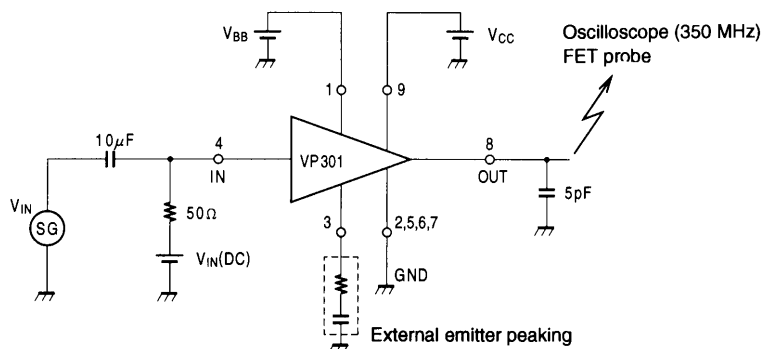 Oscilloscope (350 MHz)
FET probe
VBB
VCC
1
9
10μF
4
IN
VP301
8
OUT
5pF
VIN
SG
50Ω
VIN(DC)
3
2,5,6,7
GND
External emitter peaking